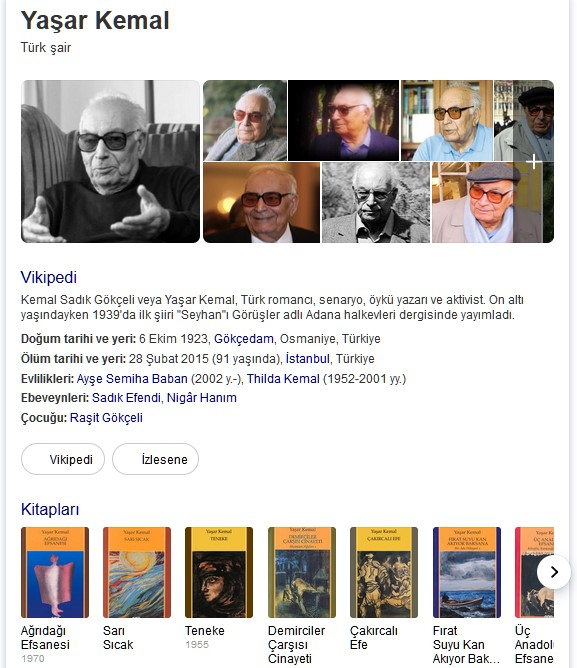 Yaşar Kemal
Türk şair
Vikipedi
Kemal Sadık Gökçeli veya Yaşar Kemal, Türk romancı, senaryo, öykü yazarı ve aktivist. On altı
yaşındayken 1939'da ilk şiiri "Seyhan"ı Görüşler adlı Adana halkevleri dergisinde yayımladı.
Doğum tarihi ve yeri: 6 Ekim 1923, Gökçedam, Osmaniye, Türkiye
Ölüm tarihi ve yeri: 28 Şubat 2015 (91 yaşında), İstanbul, Türkiye
Evlilikleri: Ayşe Semiha Baban (2002 y.-), Thilda Kemal (1952-2001 yy.)
Ebeveynleri: Sadık Efendi, Nigâr Hanım
Çocuğu: Raşit Gökçeli
Vikipedi İzlesene
Kitapları
Yaşar Kemal Yaşar Kemal Yaşar Kemal Yaşar Kemal Yaşar Kemal Yaşar Kemal Yaşar Kemal
AĞRIDAĞI EFSANESİ
SARI SICAK
TENEKE
DEMİRCİLER ÇARŞISI CİNAYETİ
ÇAKIRCALI EFE
FIRAT SUYU KAN AKIYOR BAKSANA
Ağrıdağı Sarı Teneke Demirciler Çakırcalı Fırat Üç
Efsanesi Sıcak 1955 Çarşısı Efe Suyu Kan Anadolu
1970 Cinayeti Akıyor Bak... Efsane